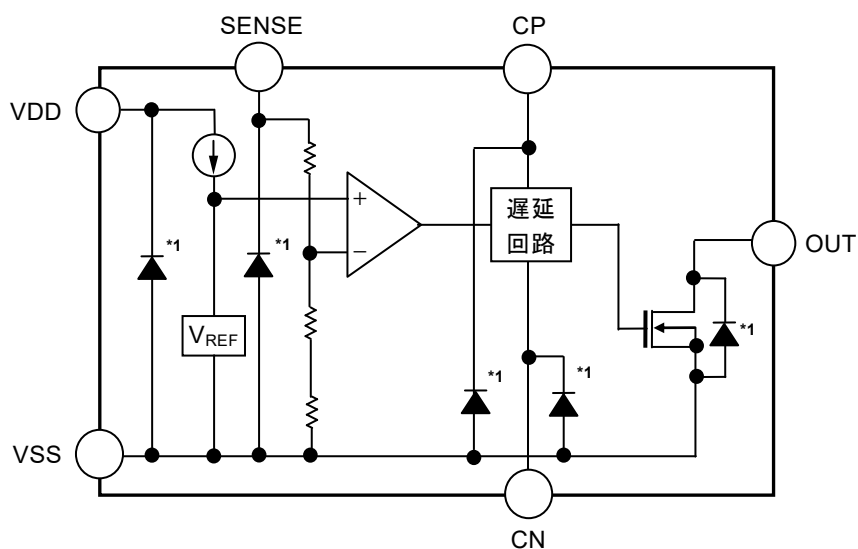 SENSE
CP
VDD
*1
*1
+
−
遅延
回路
OUT
VREF
*1
*1
*1
VSS
CN